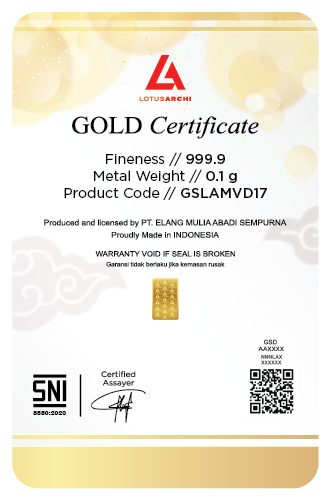 LOTUSARCHI
GOLD Certificate
Fineness // 999.9
Metal Weight // 0.1 g
Product Code // GSLAMVD17
Produced and licensed by PT. ELANG MULIA ABADI SEMPURNA
Proudly Made in INDONESIA
WARRANTY VOID IF SEAL IS BROKEN
Garansi tidak berlaku jika kemasan rusak
GSD
AAXXXX
NNNLAX
XXXXXX
SNI
8880:2020
Certified
Assayer